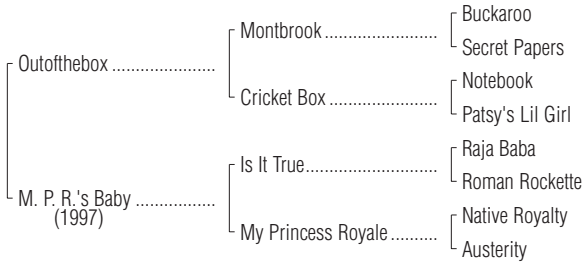 Buckaroo
Montbrook ..........................
Secret Papers
Outofthebox ........................
Notebook
Cricket Box .........................
Patsy's Lil Girl
Raja Baba
Is It True..............................
Roman Rockette
M. P. R.'s Baby ..................
(1997)
Native Royalty
My Princess Royale ..........
Austerity